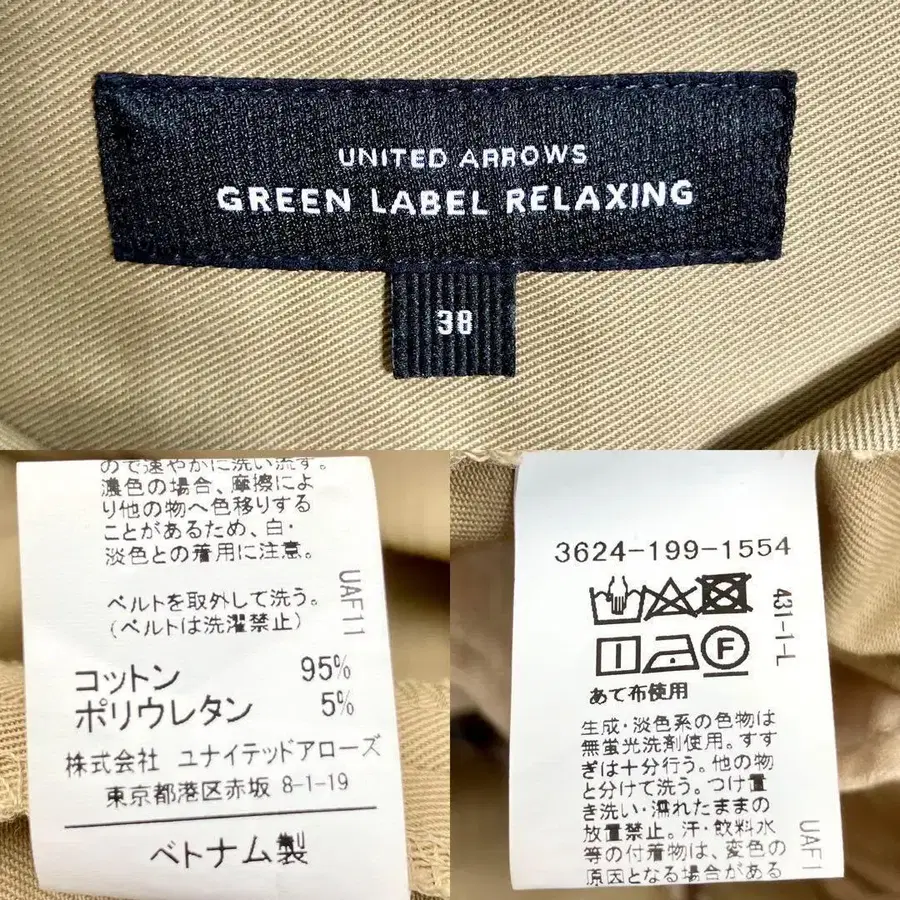 UNITED ARROWS
GREEN LABEL RELAXING
38
ので速やかに洗い流す。
濃色の場合、摩擦によ
り他の物へ色移りする
ことがあるため、白・
淡色との着用に注意。
ベルトを取外して洗う。
(ベルトは洗濯禁止)
UAF11
コットン 95%
ポリウレタン 5%
株式会社 ユナイテッドアローズ
東京都港区赤坂 8-1-19
ベトナム製
3624-199-1554
431-1-L
F
あて布使用
生成・淡色系の色物は
無蛍光洗剤使用。すす
ぎは十分行う。他の物
と分けて洗う。つけ置
き洗い・濡れたままの
放置禁止。汗・飲料水
等の付着物は、変色の
原因となる場合がある
UAF1